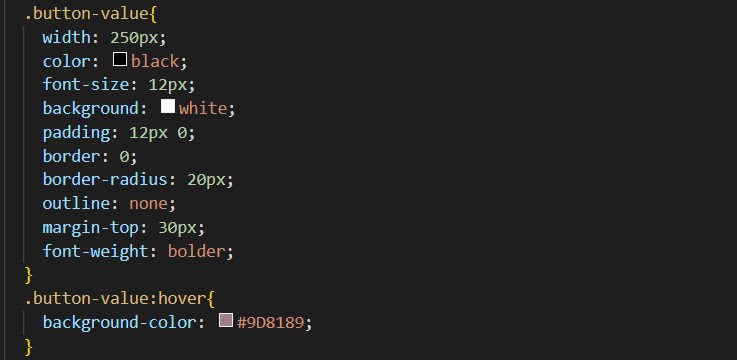 .button-value{
width: 250px;
color: black;
font-size: 12px;
background: white;
padding: 12px 0;
border: 0;
border-radius: 20px;
outline: none;
margin-top: 30px;
font-weight: bolder;
}
.button-value:hover{
background-color: #9D8189;
}